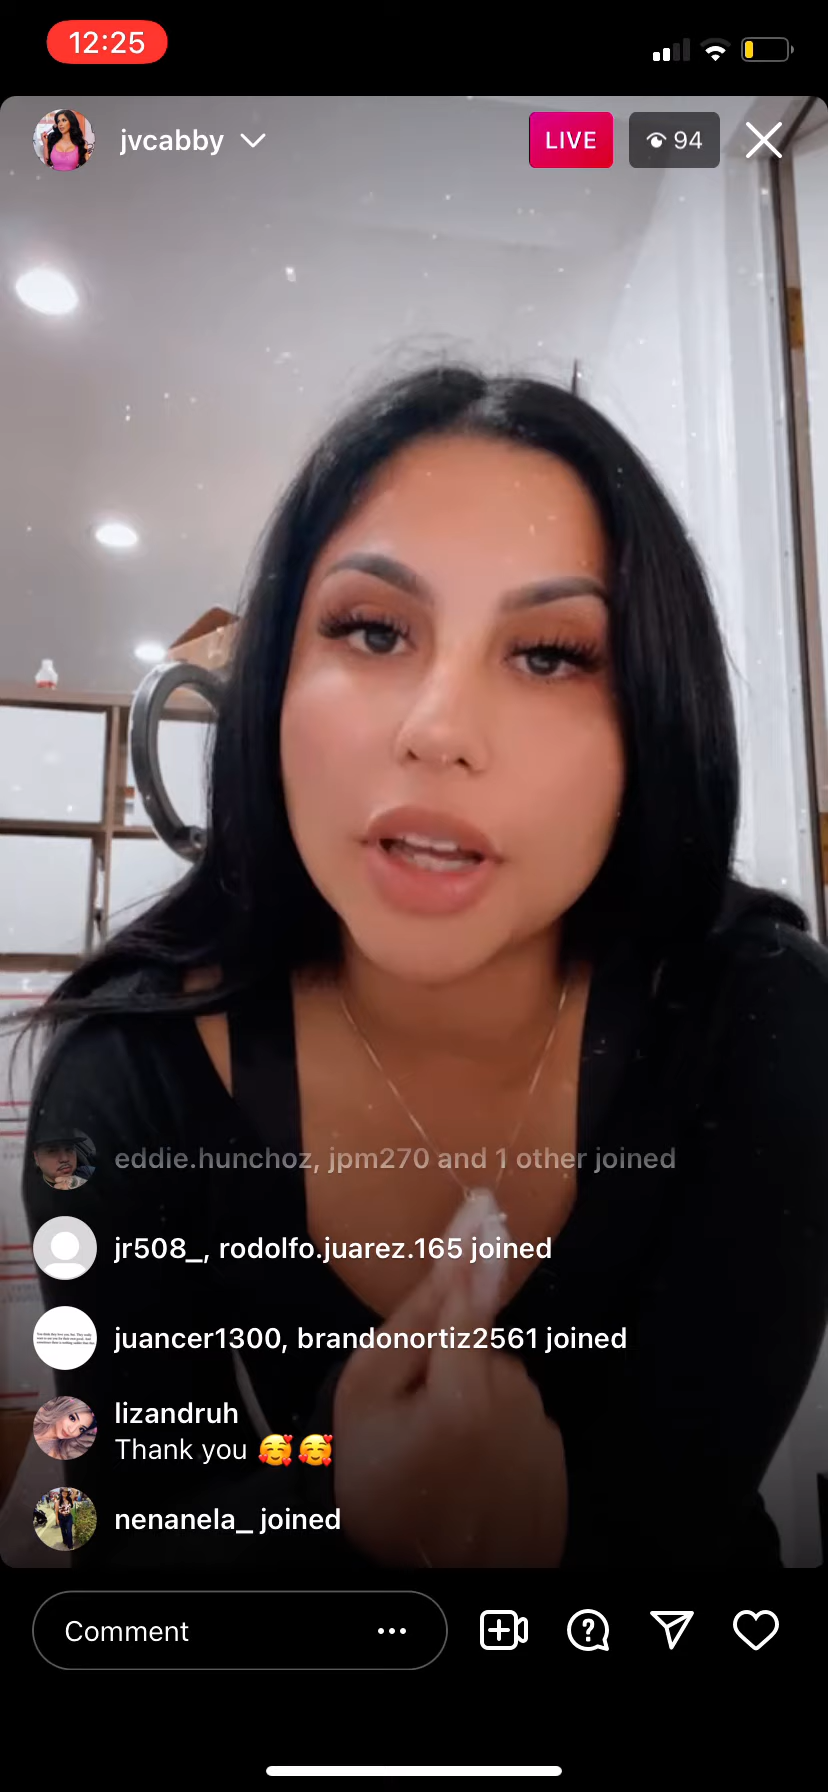 12:25
jvcabby
LIVE
94
eddie.hunchoz, jpm270 and 1 other joined
jr508_, rodolfo.juarez.165 joined
juancer1300, brandonortiz2561 joined
lizandruh
Thank you 🥰🥰
nenanela_ joined
Comment